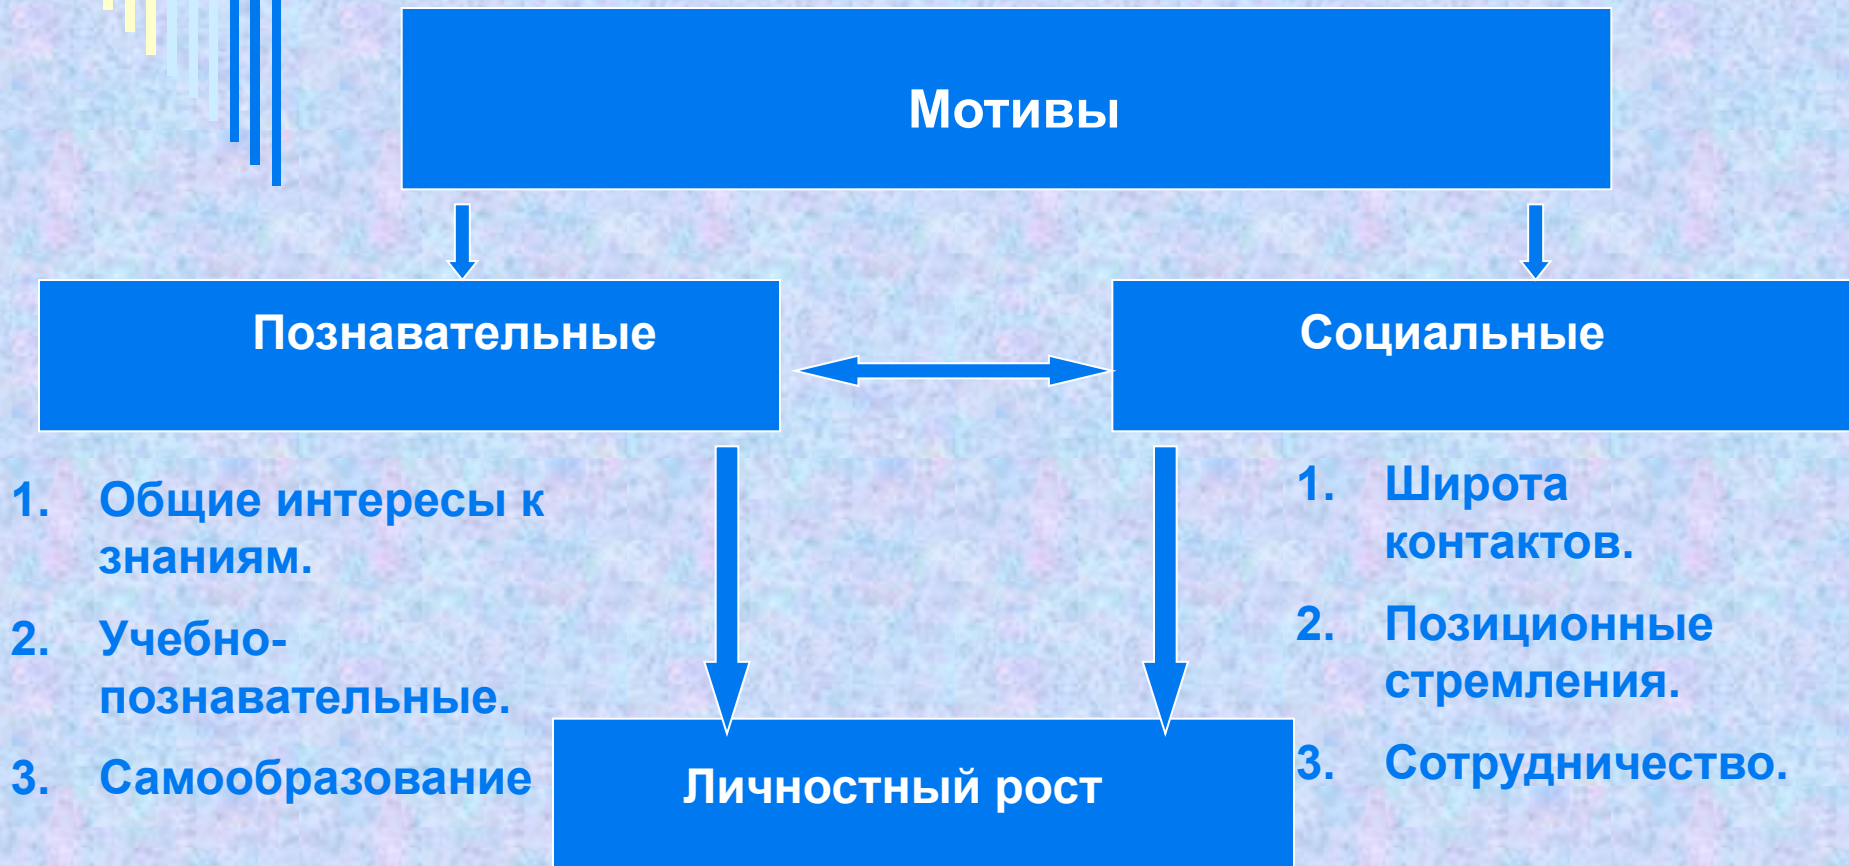 Мотивы
Познавательные
Социальные
1. Общие интересы к
знаниям.
2. Учебно-
познавательные.
3. Самообразование
1. Широта
контактов.
2. Позиционные
стремления.
3. Сотрудничество.
Личностный рост